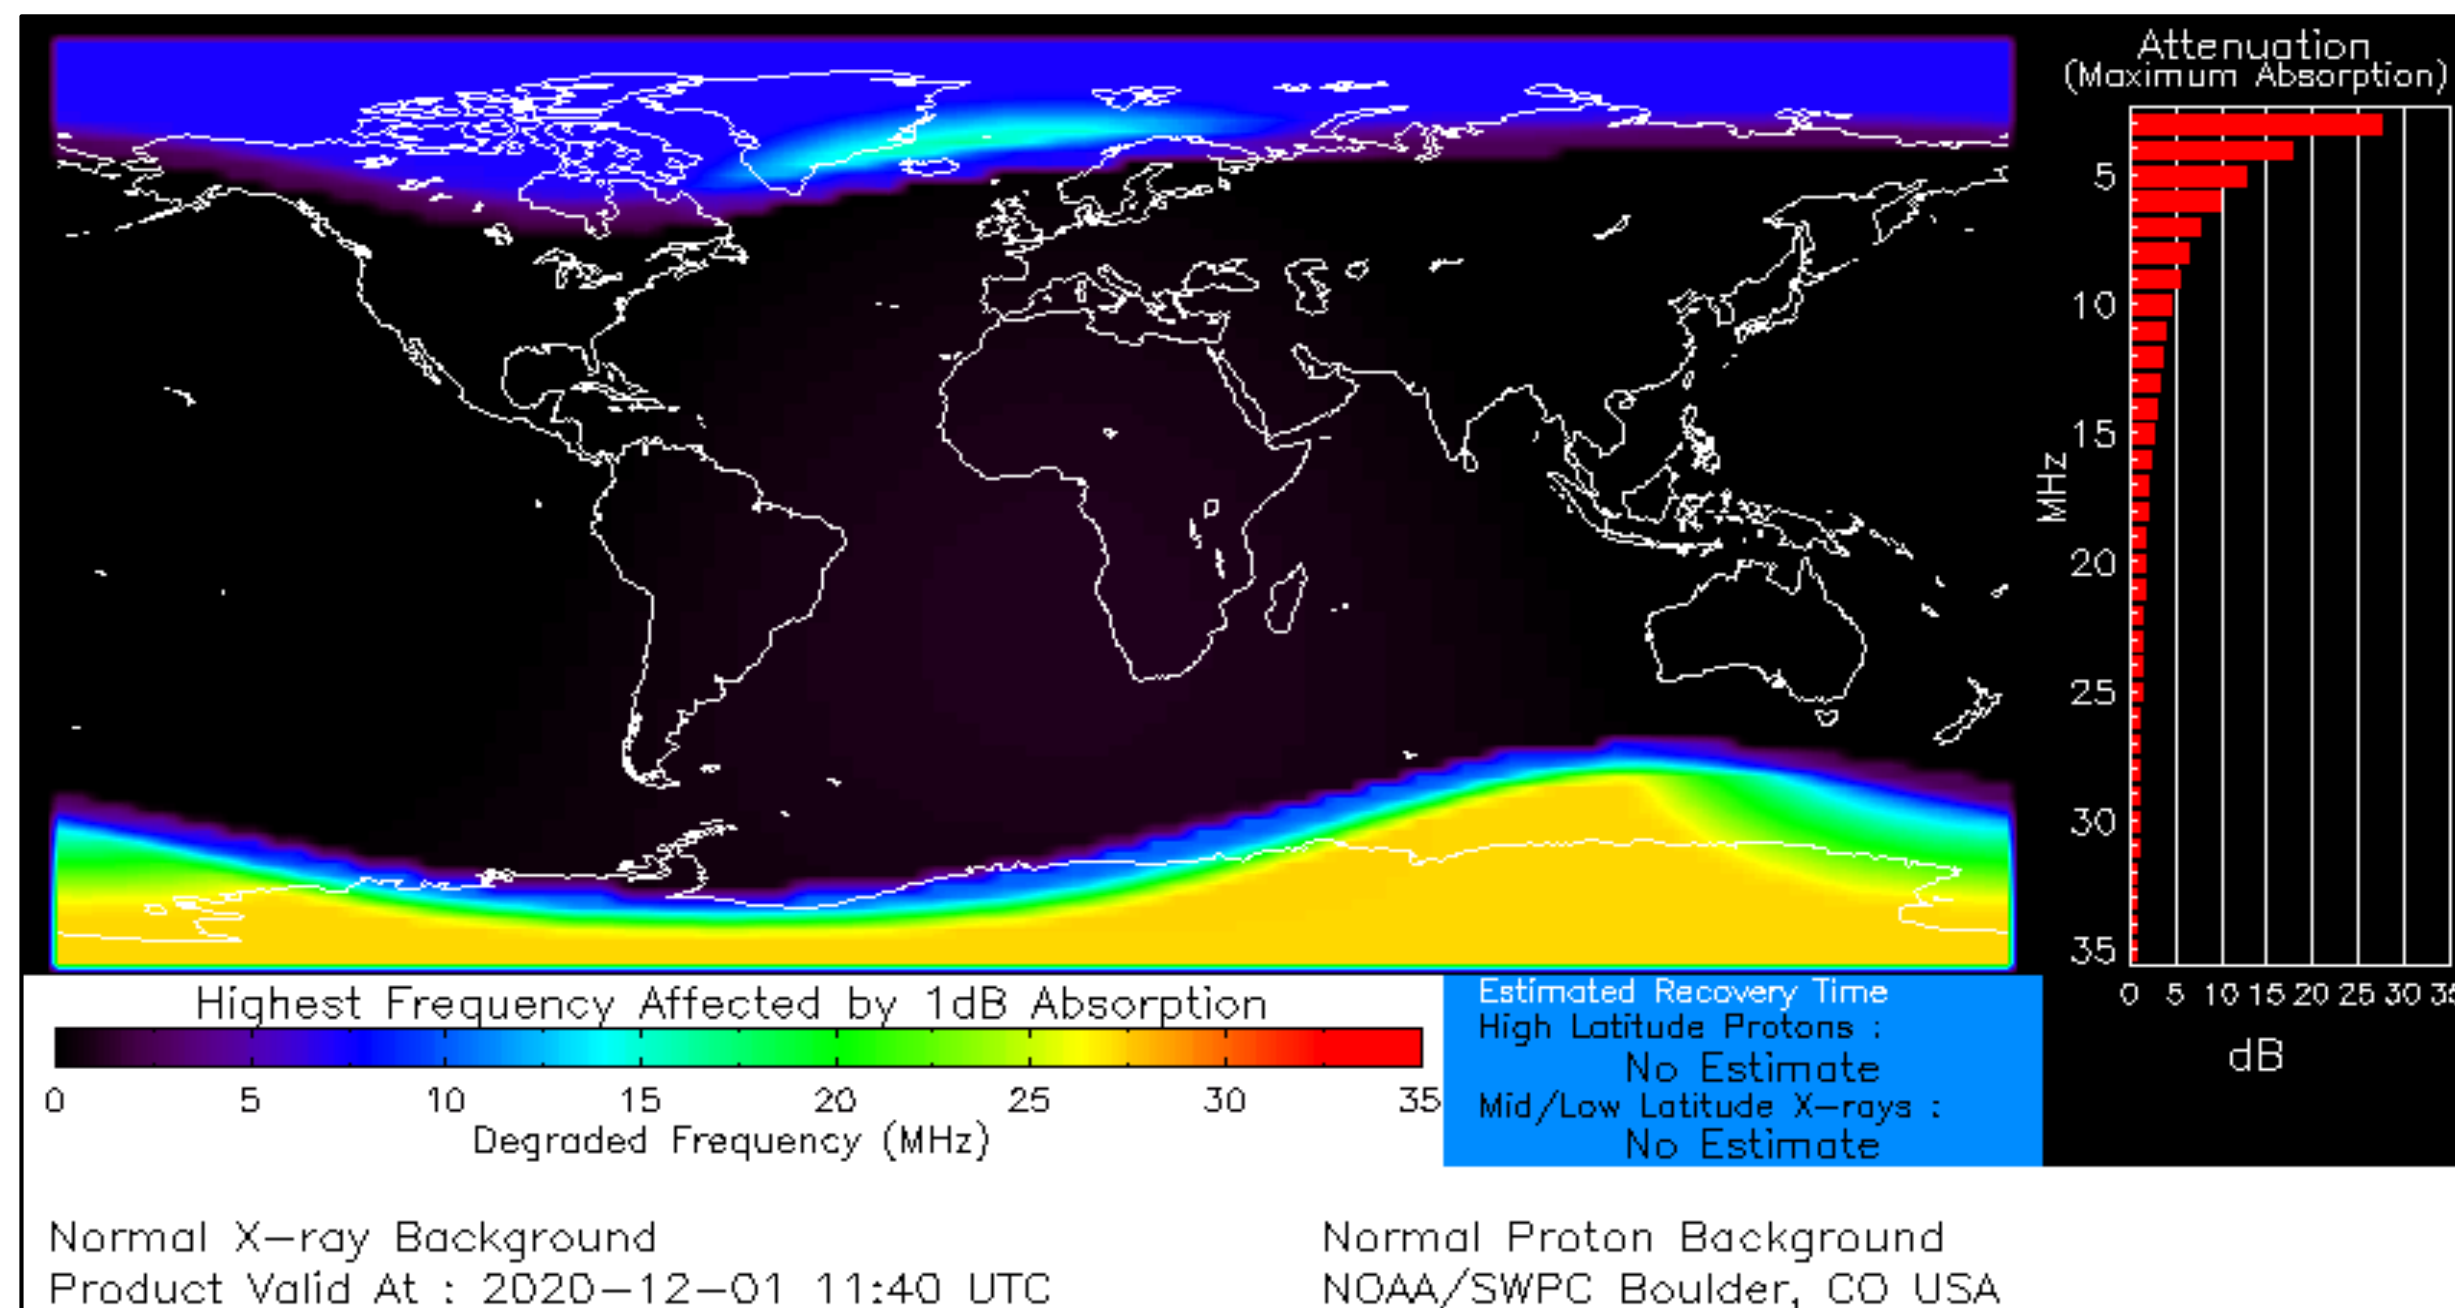 Attenuation
(Maximum Absorption)
5
10
15
20
25
30
35
MHz
0 5 10 15 20 25 30 35
dB
Highest Frequency Affected by 1dB Absorption
0 5 10 15 20 25 30 35
Degraded Frequency (MHz)
Estimated Recovery Time
High Latitude Protons :
No Estimate
Mid/Low Latitude X-rays :
No Estimate
Normal X-ray Background
Normal Proton Background
Product Valid At : 2020-12-01 11:40 UTC
NOAA/SWPC Boulder, CO USA